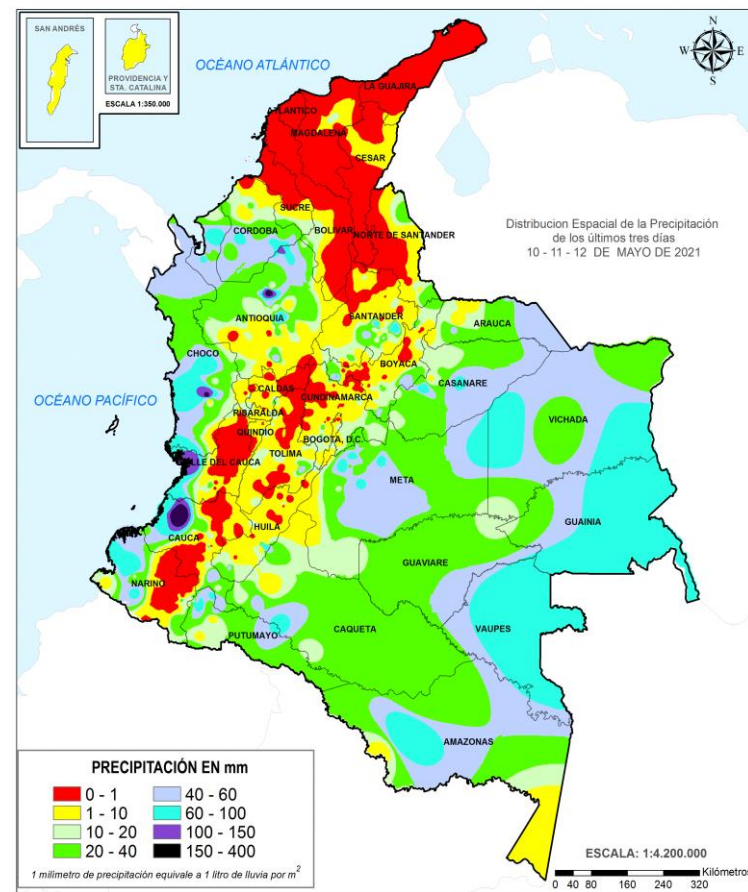 SAN ANDRÉS
PROVIDENCIA Y
STA. CATALINA
ESCALA 1:350.000
OCÉANO ATLÁNTICO
N
W
E
S
LA GUAJIRA
ATLANTICO
MAGDALENA
CESAR
SUCRE
CORDOBA
BOLIVAR
NORTE DE SANTANDER
Distribucion Espacial de la Precipitación
de los últimos tres días
10 - 11 - 12 DE MAYO DE 2021
ANTIOQUIA
SANTANDER
ARAUCA
CHOCO
BOYACA
CASANARE
OCÉANO PACÍFICO
CALDAS
CUNDINAMARCA
RISARALDA
VICHADA
QUINDIO
BOGOTA, D.C.
TOLIMA
VALLE DEL CAUCA
META
GUAINIA
HUILA
CAUCA
GUAVIARE
NARIÑO
CAQUETA
VAUPES
PUTUMAYO
AMAZONAS
PRECIPITACIÓN EN mm
0 - 1
1 - 10
10 - 20
20 - 40
40 - 60
60 - 100
100 - 150
150 - 400
1 milimetro de precipitación equivale a 1 litro de lluvia por m²
ESCALA: 1:4.200.000
Kilómetros
0 40 80 160 240 320